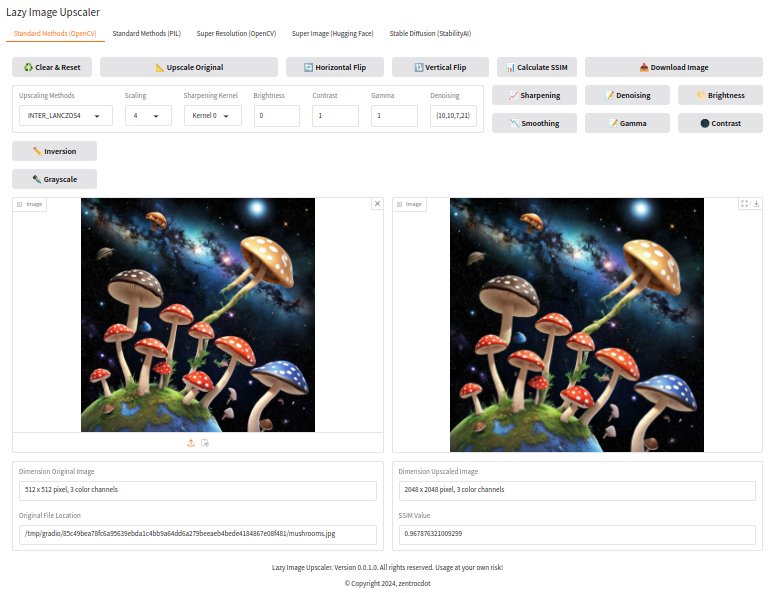 Lazy Image Upscaler
Standard Methods (OpenCV) Standard Methods (PIL) Super Resolution (OpenCV) Super Image (Hugging Face) Stable Diffusion (StabilityAI)
Clear & Reset Upscale Original Horizontal Flip Vertical Flip Calculate SSIM Download Image
Upscaling Methods Scaling Sharpening Kernel Brightness Contrast Gamma Denoising
INTER_LANCZOS4 4 Kernel 0 0 1 1 (10,10,7,21)
Sharpening Denoising Brightness
Smoothing Gamma Contrast
Inversion
Grayscale
Image Image
Dimension Original Image
512 x 512 pixel, 3 color channels
Original File Location
/tmp/gradio/85c49bea78fc6a95639ebda1c4bb9a64dd6a279beeaeb4bede4184867e08f481/mushrooms.jpg
Dimension Upscaled Image
2048 x 2048 pixel, 3 color channels
SSIM Value
0.967876321009299
Lazy Image Upscaler. Version 0.0.1.0. All rights reserved. Usage at your own risk!
© Copyright 2024, zentrocdot